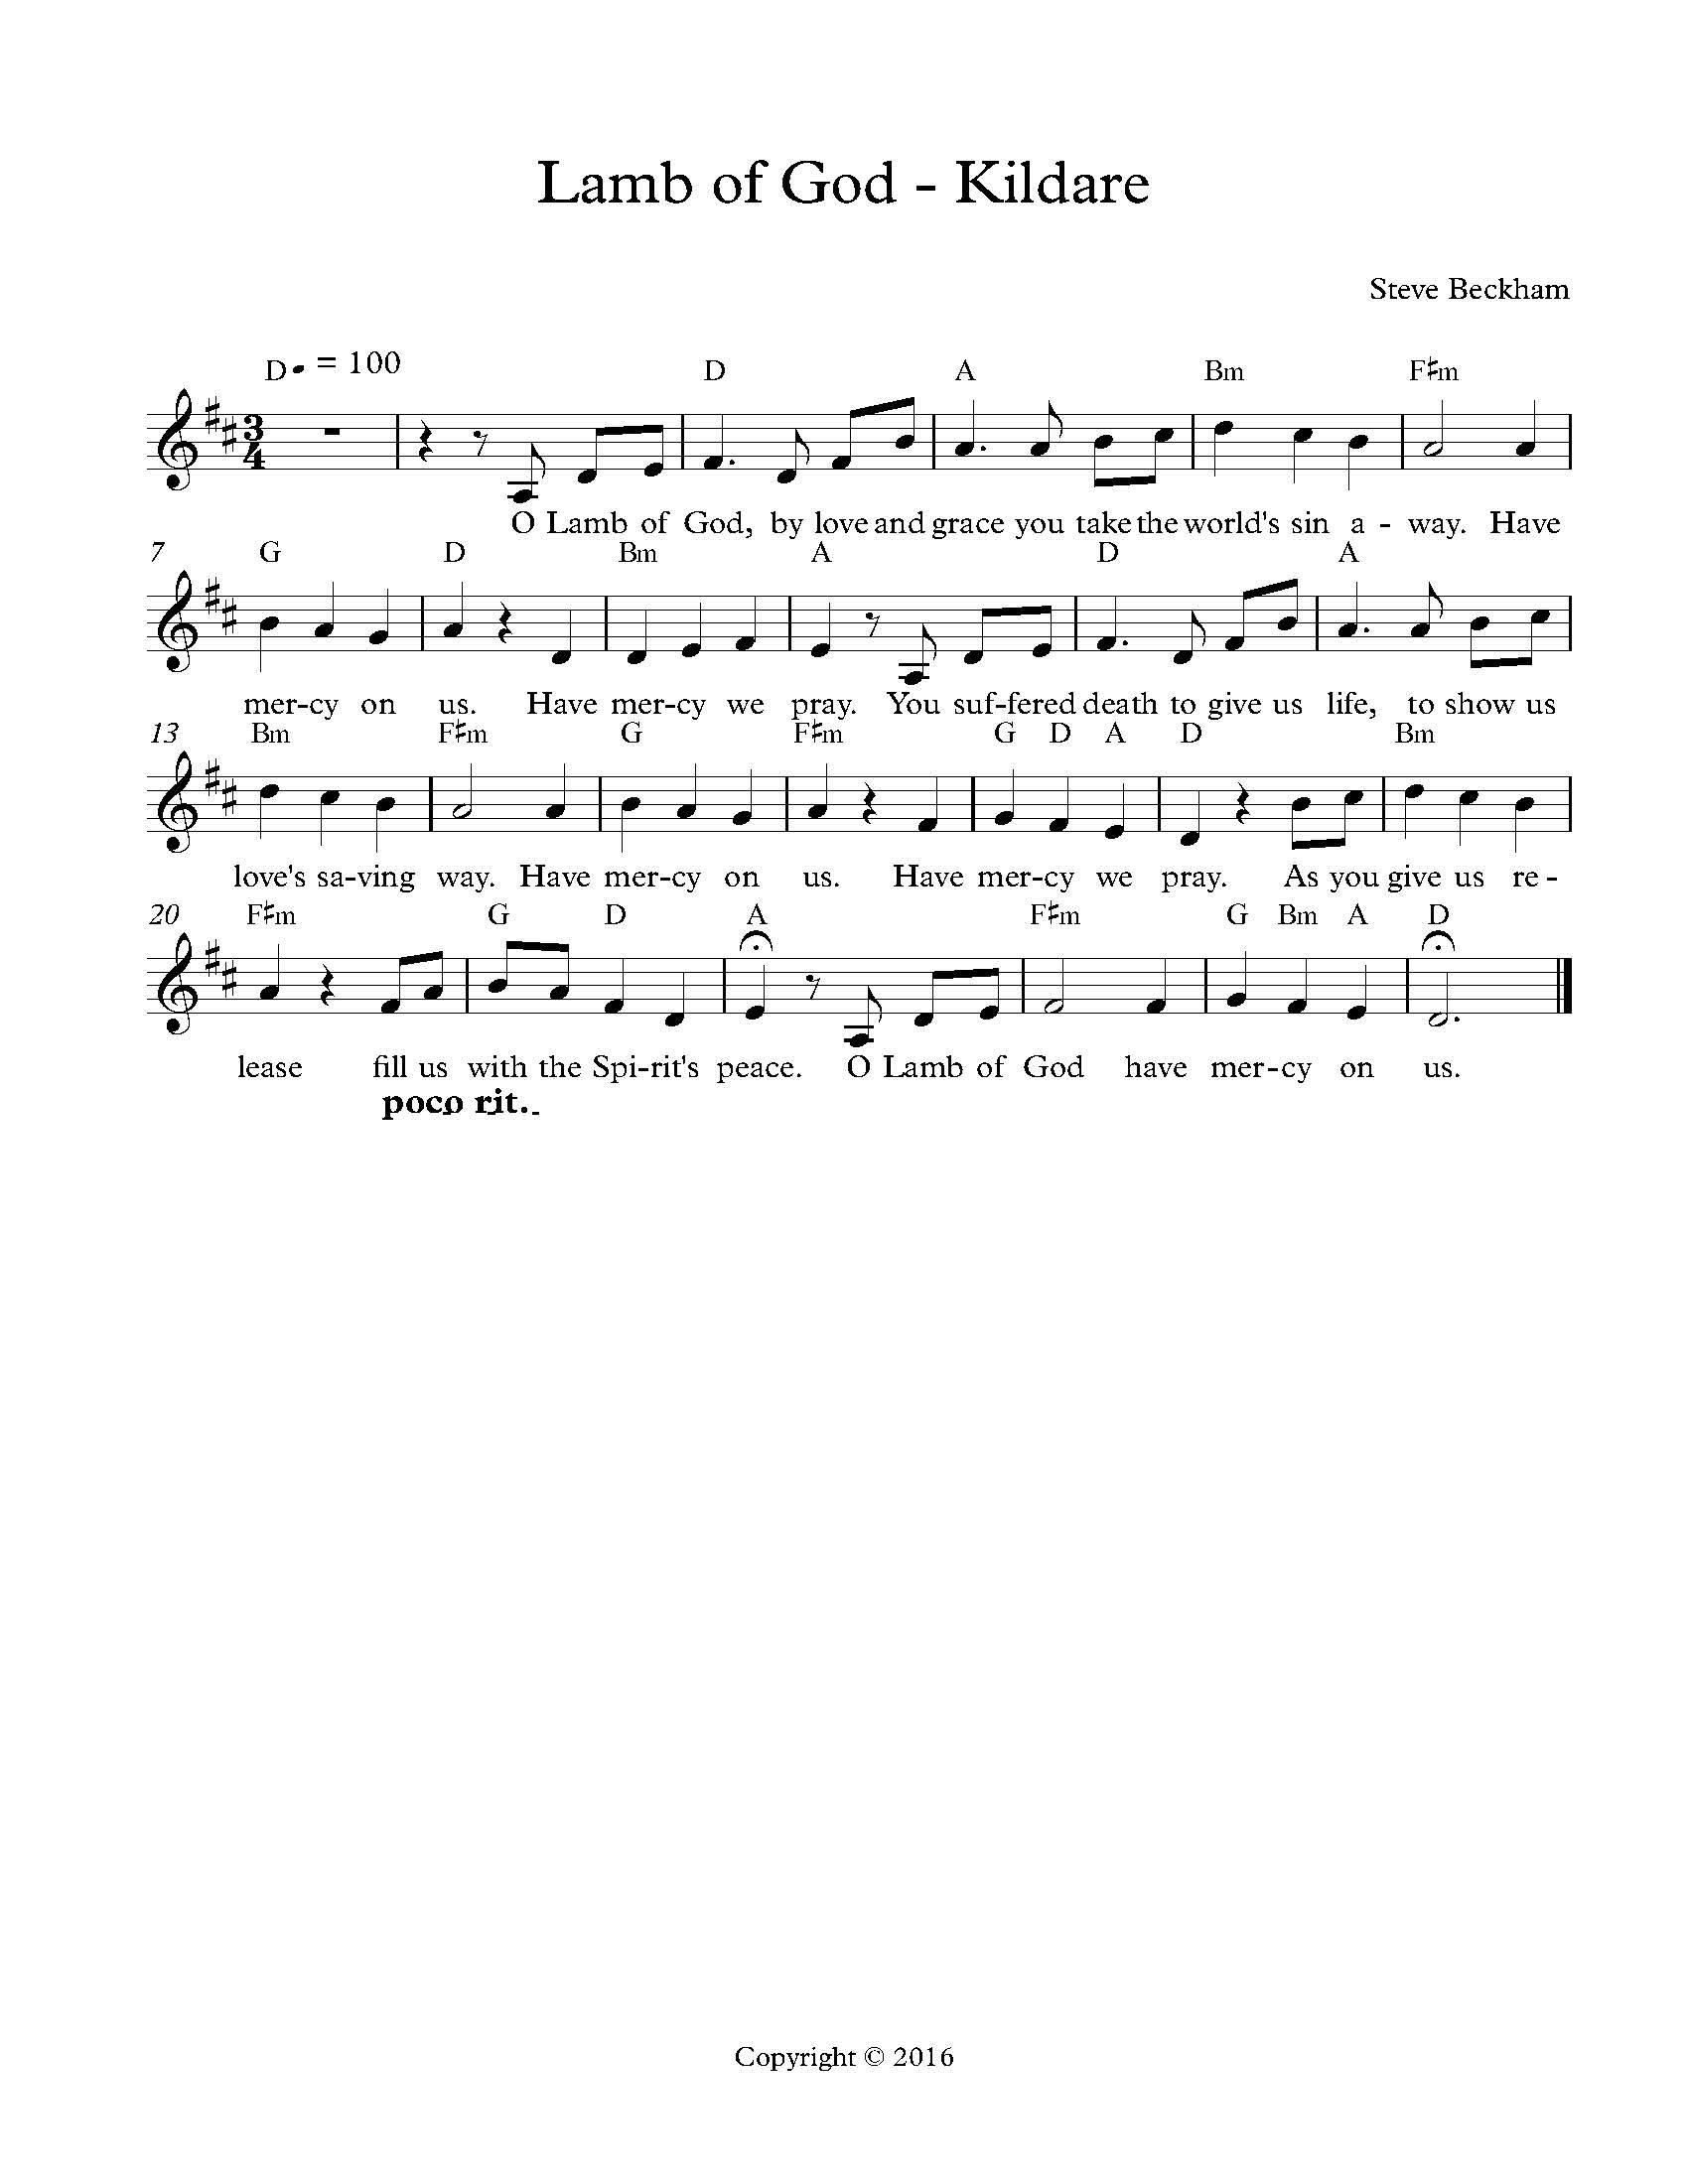 Lamb of God - Kildare
Steve Beckham
D = 100 D A Bm F♯m
3
4
O Lamb of God, by love and grace you take the world's sin a - way. Have
7 G D Bm A D A
mer-cy on us. Have mer-cy we pray. You suf-fered death to give us life, to show us
13 Bm F♯m G F♯m G D A D Bm
love's sa-ving way. Have mer-cy on us. Have mer-cy we pray. As you give us re -
20 F♯m G D A F♯m G Bm A D
lease fill us with the Spi-rit's peace. O Lamb of God have mer-cy on us.
poco rit.
Copyright © 2016